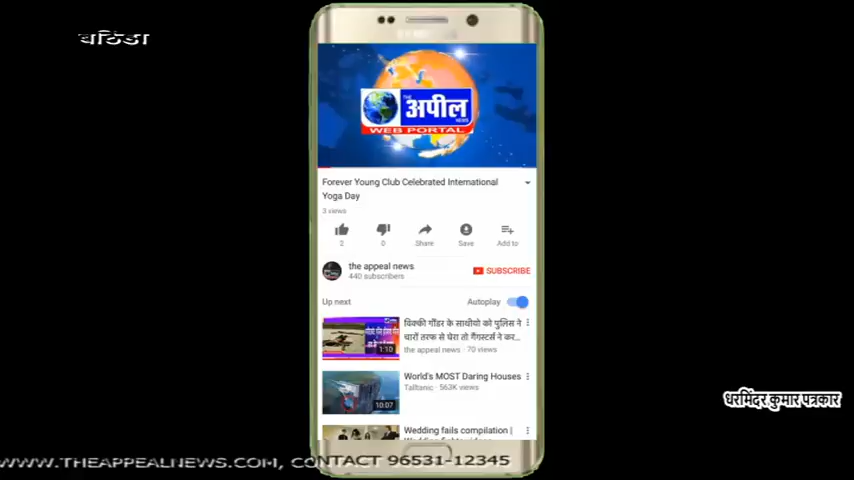 बठिंडा
SAMSUNG
THE
अपील
NEWS
WEB PORTAL
Forever Young Club Celebrated International
Yoga Day
3 views
2
0
Share
Save
Add to
the appeal news
440 subscribers
SUBSCRIBE
Up next
Autoplay
विक्की गौंडर के साथीयो को पुलिस ने
चारों तरफ से घेरा तो गैंगस्टर्स ने कर...
the appeal news · 70 views
1:10
World's MOST Daring Houses
Talltanic · 563K views
10:07
Wedding fails compilation |
धरमिंदर कुमार पत्रकार
WWW.THEAPPEALNEWS.COM, CONTACT 96531-12345